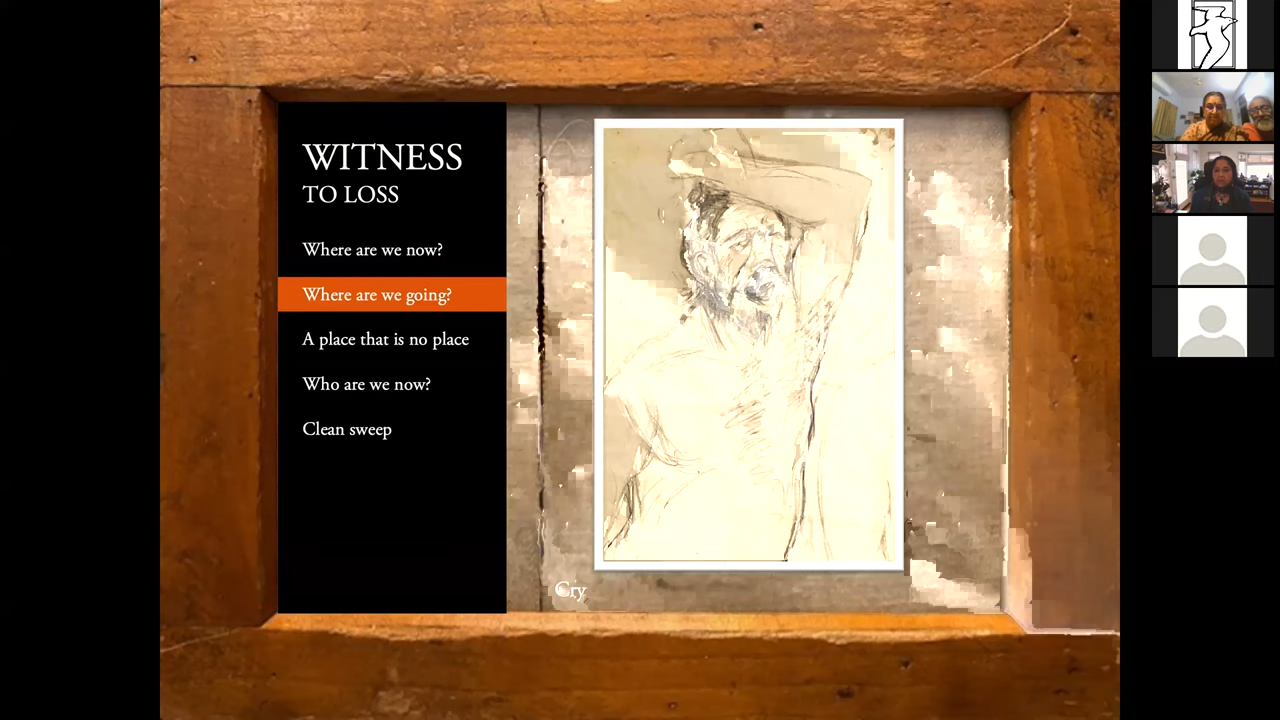 WITNESS
TO LOSS
Where are we now?
Where are we going?
A place that is no place
Who are we now?
Clean sweep
Cry